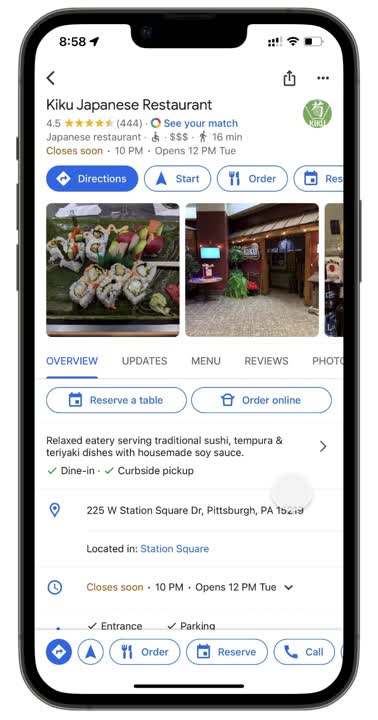 8:58
Kiku Japanese Restaurant
4.5 (444) · See your match
Japanese restaurant · · $$$ · 16 min
Closes soon · 10 PM · Opens 12 PM Tue
KIKU
Directions
Start
Order
Res
OVERVIEW
UPDATES
MENU
REVIEWS
PHOTO
Reserve a table
Order online
Relaxed eatery serving traditional sushi, tempura &
teriyaki dishes with housemade soy sauce.
✓ Dine-in · ✓ Curbside pickup
225 W Station Square Dr, Pittsburgh, PA 15219
Located in: Station Square
Closes soon · 10 PM · Opens 12 PM Tue
✓ Entrance ✓ Parking
Order
Reserve
Call